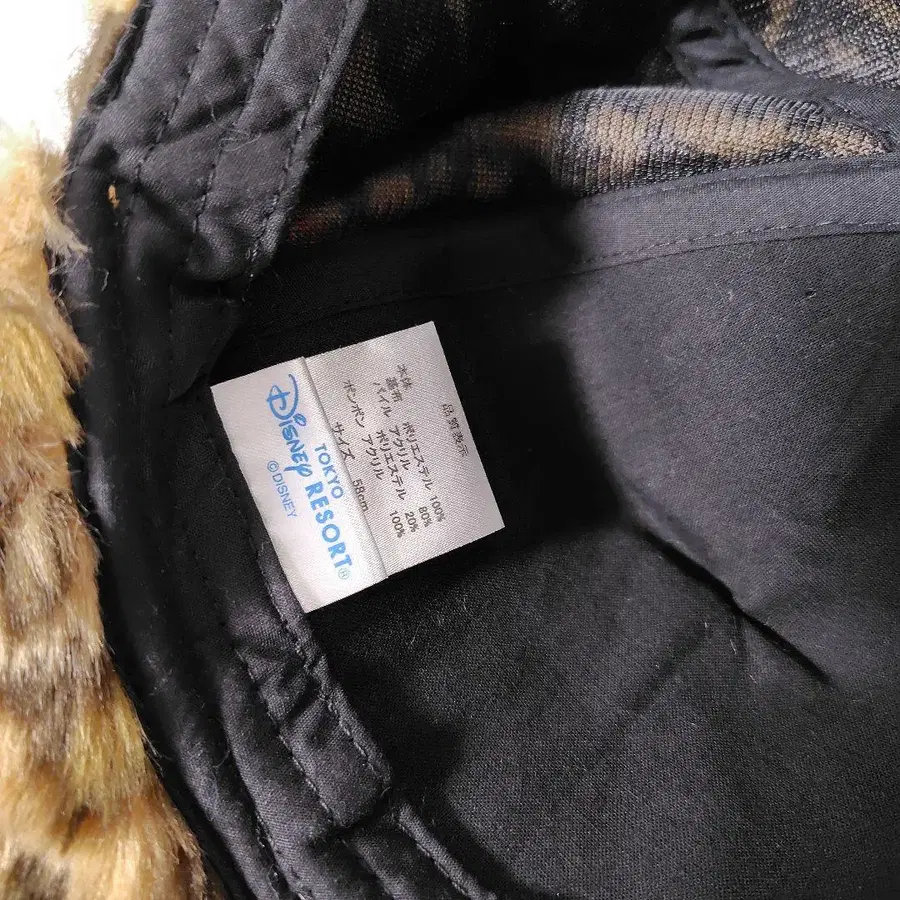 Disney
TOKYO
RESORT®
©DISNEY
品質表示
本体 ポリエステル 100%
基布 アクリル 80%
パイル ポリエステル 20%
ポンポン アクリル 100%
サイズ 58cm